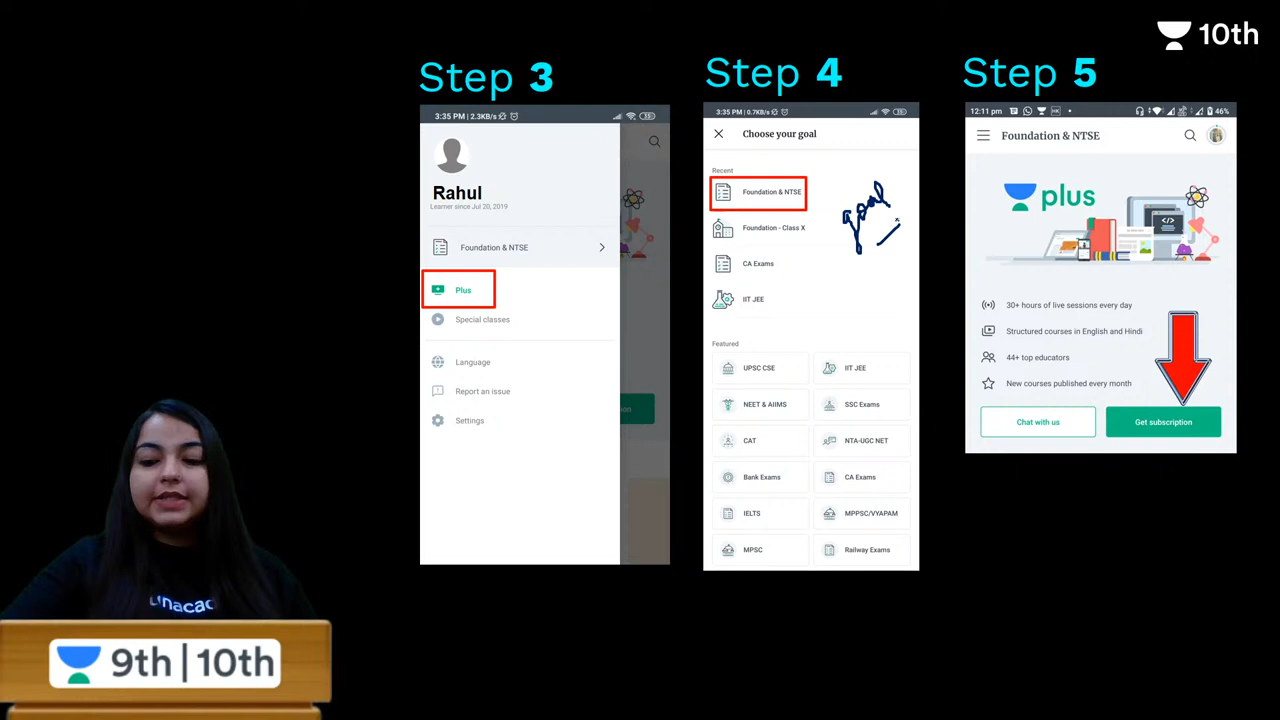 10th
Step 3
3:35 PM | 2.3KB/s
Rahul
Learner since Jul 20, 2019
Foundation & NTSE
Plus
Special classes
Language
Report an issue
Settings
Step 4
3:35 PM | 0.7KB/s
Choose your goal
Recent
Foundation & NTSE
goal
Foundation - Class X
CA Exams
IIT JEE
Featured
UPSC CSE
IIT JEE
NEET & AIIMS
SSC Exams
CAT
NTA-UGC NET
Bank Exams
CA Exams
IELTS
MPPSC/VYAPAM
MPSC
Railway Exams
Step 5
12:11 pm
46%
Foundation & NTSE
plus
30+ hours of live sessions every day
Structured courses in English and Hindi
44+ top educators
New courses published every month
Chat with us
Get subscription
unacad
9th | 10th